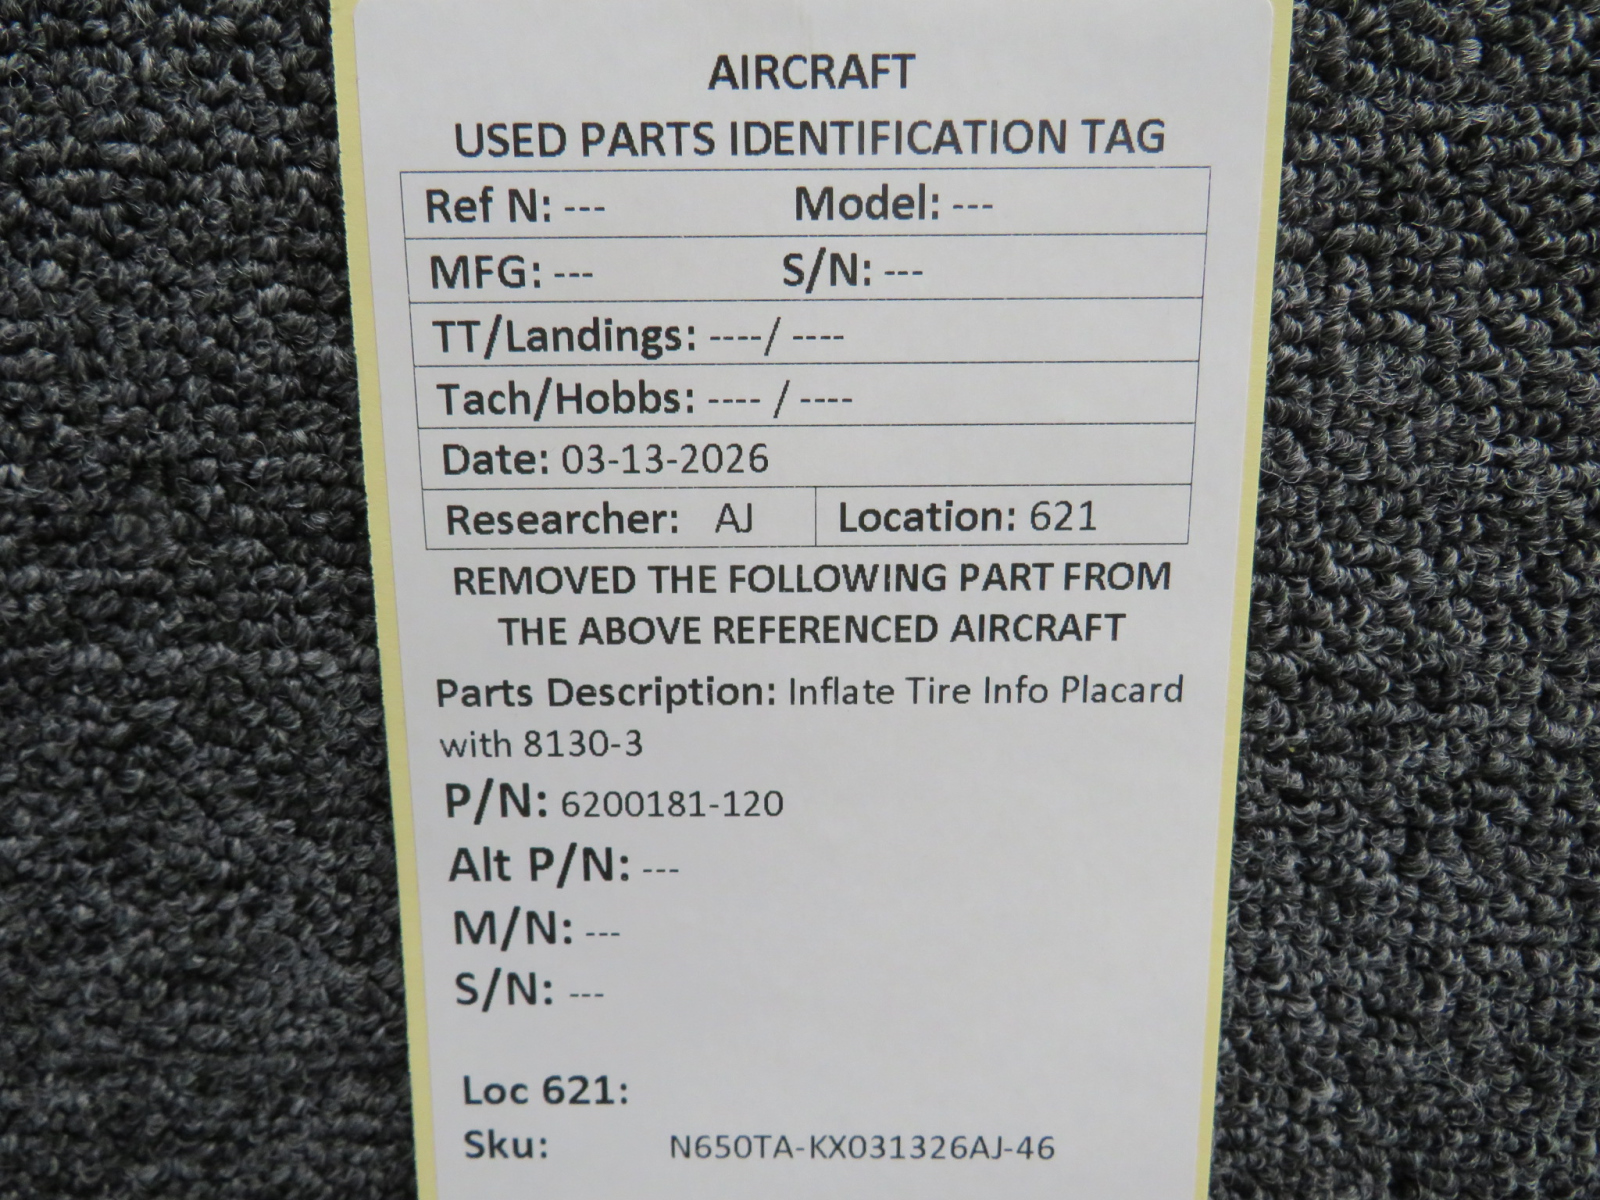 AIRCRAFT
USED PARTS IDENTIFICATION TAG
Ref N: --- Model: ---
MFG: --- S/N: ---
TT/Landings: ----/ ----
Tach/Hobbs: ---- / ----
Date: 03-13-2026
Researcher: AJ Location: 621
REMOVED THE FOLLOWING PART FROM
THE ABOVE REFERENCED AIRCRAFT
Parts Description: Inflate Tire Info Placard
with 8130-3
P/N: 6200181-120
Alt P/N: ---
M/N: ---
S/N: ---
Loc 621:
Sku: N650TA-KX031326AJ-46